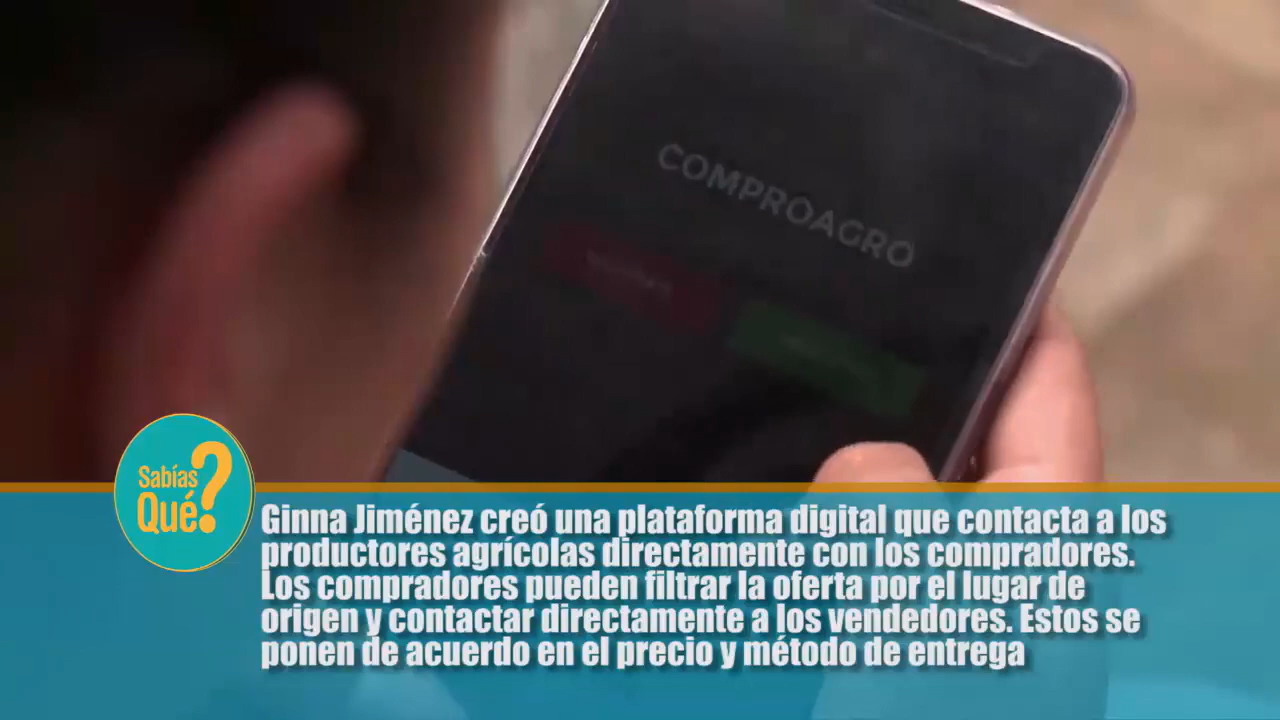 COMPROAGRO
Sabías
Qué?
Ginna Jiménez creó una plataforma digital que contacta a los
productores agrícolas directamente con los compradores.
Los compradores pueden filtrar la oferta por el lugar de
origen y contactar directamente a los vendedores. Estos se
ponen de acuerdo en el precio y método de entrega